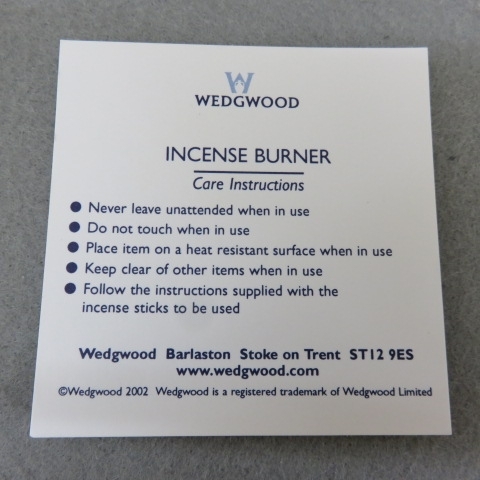 WEDGWOOD
INCENSE BURNER
Care Instructions
● Never leave unattended when in use
● Do not touch when in use
● Place item on a heat resistant surface when in use
● Keep clear of other items when in use
● Follow the instructions supplied with the
incense sticks to be used
Wedgwood Barlaston Stoke on Trent ST12 9ES
www.wedgwood.com
©Wedgwood 2002 Wedgwood is a registered trademark of Wedgwood Limited